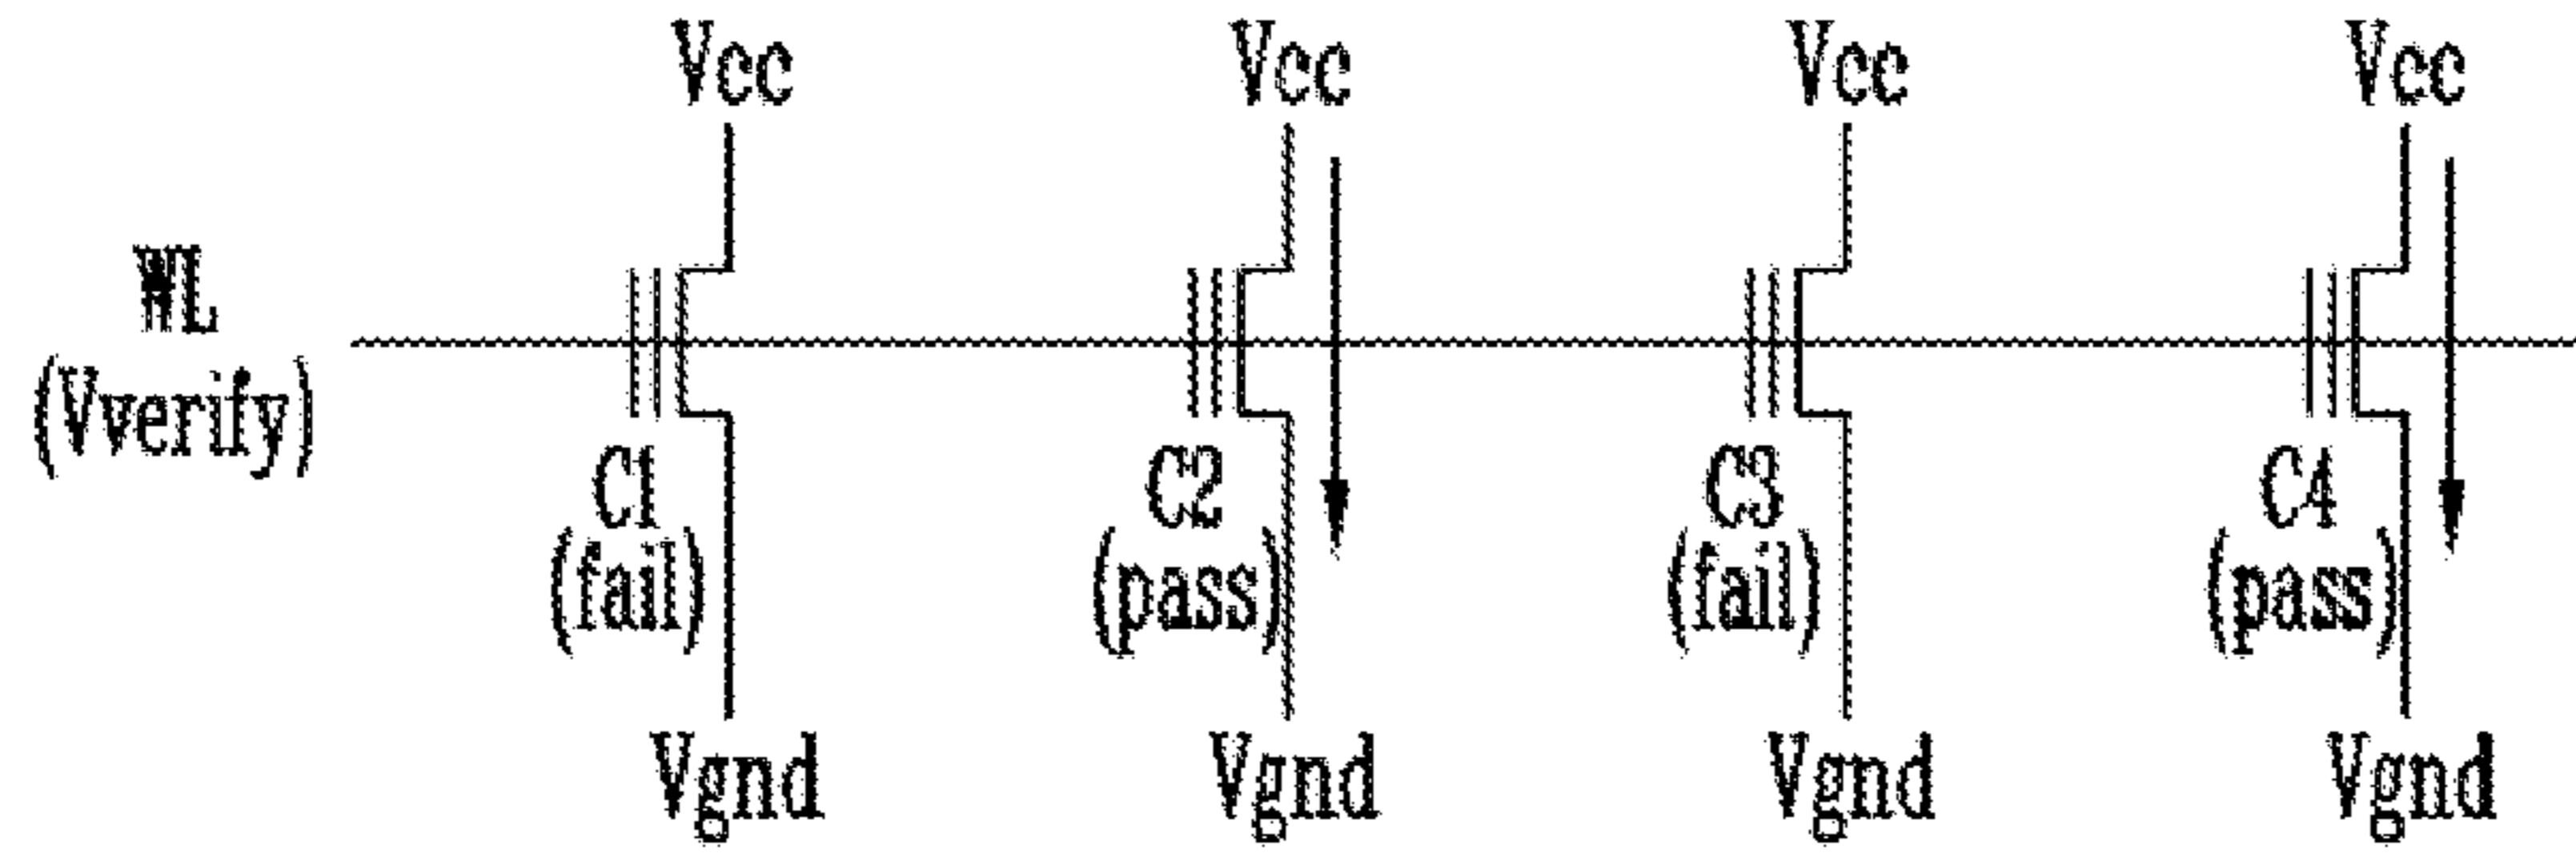 Vcc Vcc Vcc Vcc
WL
(Vverify)
C1 C2 C3 C4
(fail) (pass) (fail) (pass)
Vgnd Vgnd Vgnd Vgnd